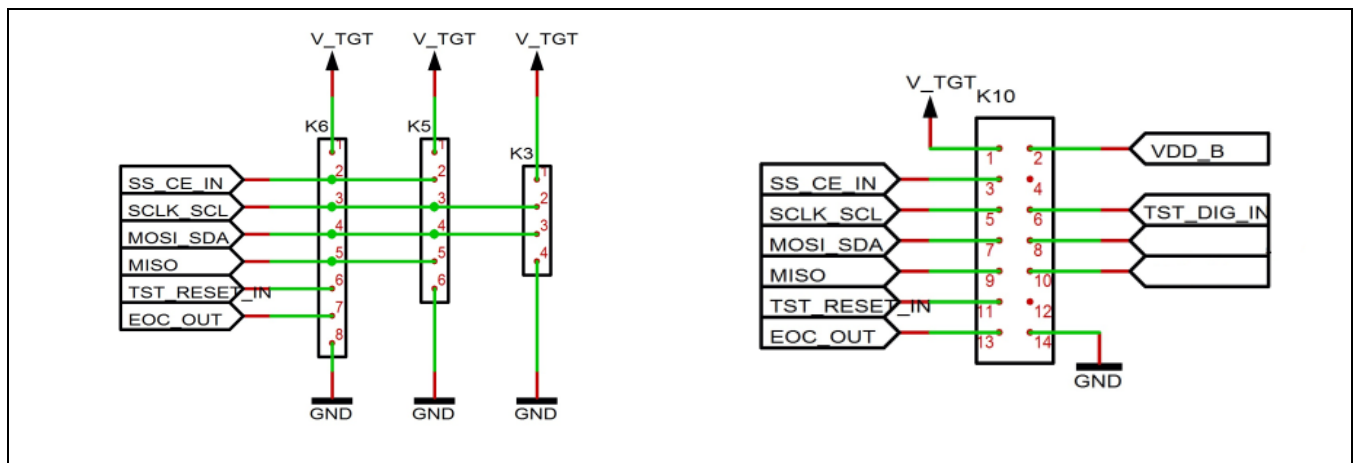 V_TGT V_TGT V_TGT
K6 K5 K3
1 1 1
SS_CE_IN 2 2
SCLK_SCL 3 3 2
MOSI_SDA 4 4 3
MISO 5 5 4
TST_RESET_IN 6 6
EOC_OUT 7
8
GND GND GND
V_TGT K10
1 2 VDD_B
SS_CE_IN 3 4
SCLK_SCL 5 6 TST_DIG_IN
MOSI_SDA 7 8
MISO 9 10
TST_RESET_IN 11 12
EOC_OUT 13 14
GND